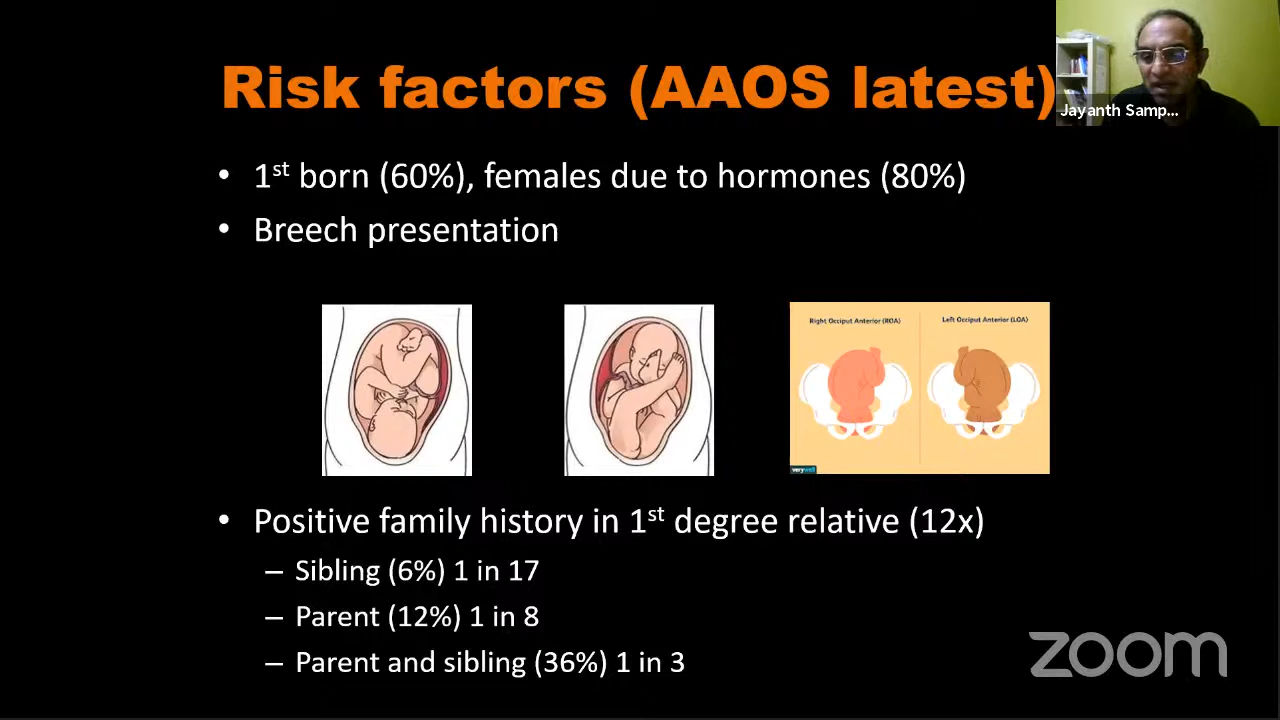 Risk factors (AAOS latest)
Jayanth Samp...
• 1st born (60%), females due to hormones (80%)
• Breech presentation
Right Occiput Anterior (ROA)
Left Occiput Anterior (LOA)
verywell
• Positive family history in 1st degree relative (12x)
– Sibling (6%) 1 in 17
– Parent (12%) 1 in 8
– Parent and sibling (36%) 1 in 3
zoom